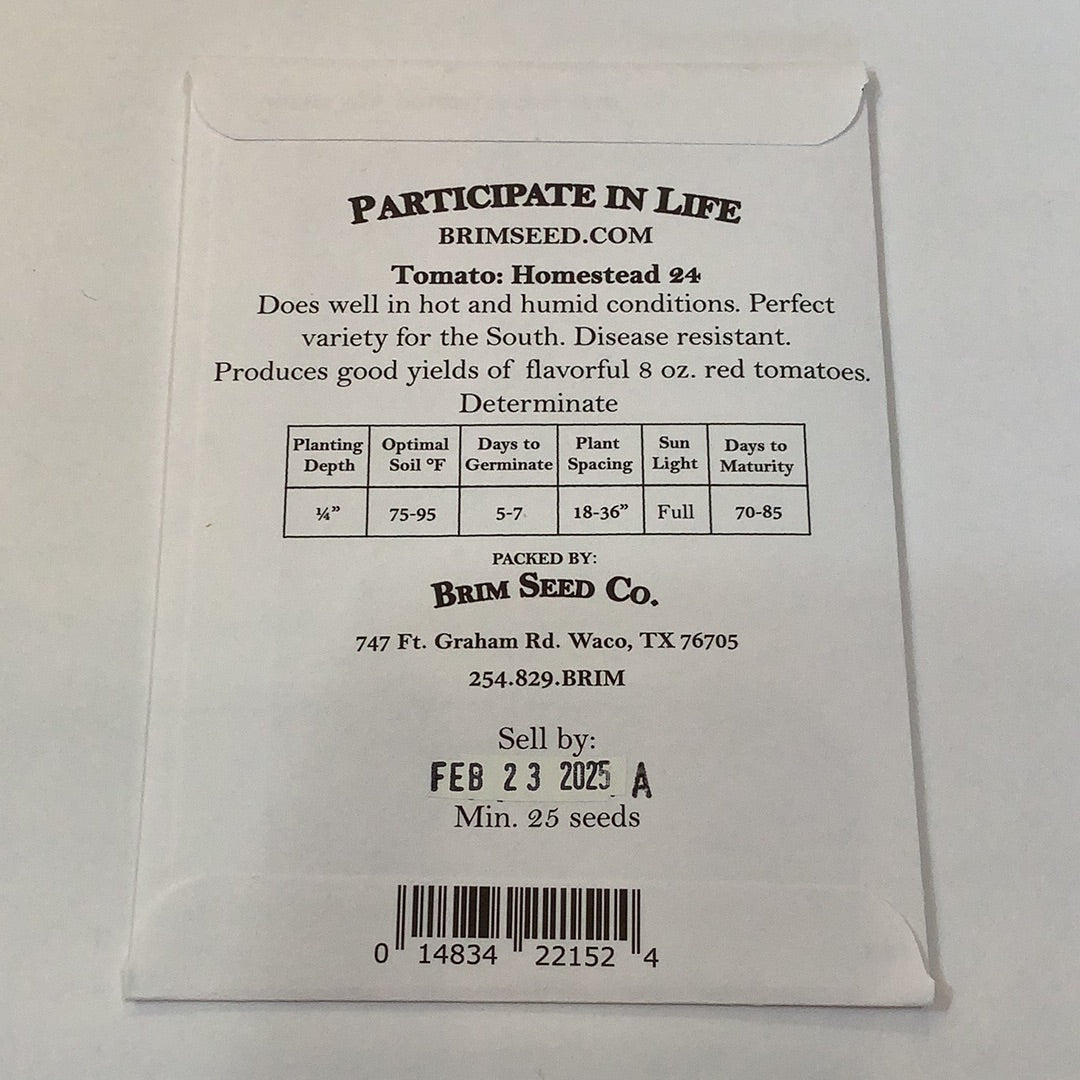 PARTICIPATE IN LIFE
BRIMSEED.COM
Tomato: Homestead 24
Does well in hot and humid conditions. Perfect
variety for the South. Disease resistant.
Produces good yields of flavorful 8 oz. red tomatoes.
Determinate
Planting Depth Optimal Soil °F Days to Germinate Plant Spacing Sun Light Days to Maturity
¼” 75-95 5-7 18-36” Full 70-85
PACKED BY:
BRIM SEED CO.
747 Ft. Graham Rd. Waco, TX 76705
254.829.BRIM
Sell by:
FEB 23 2025 A
Min. 25 seeds
0 14834 22152 4